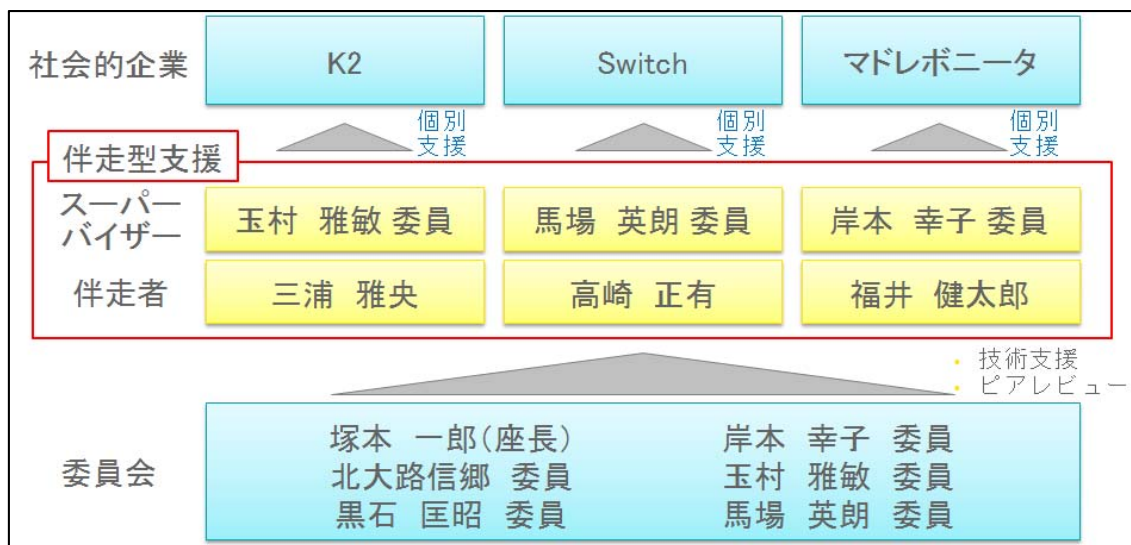 社会的企業
K2
Switch
マドレボニータ
個別
支援
個別
支援
個別
支援
伴走型支援
スーパー
バイザー
玉村 雅敏 委員
馬場 英朗 委員
岸本 幸子 委員
伴走者
三浦 雅央
高崎 正有
福井 健太郎
・ 技術支援
・ ピアレビュー
委員会
塚本 一郎(座長)
北大路信郷 委員
黒石 匡昭 委員
岸本 幸子 委員
玉村 雅敏 委員
馬場 英朗 委員